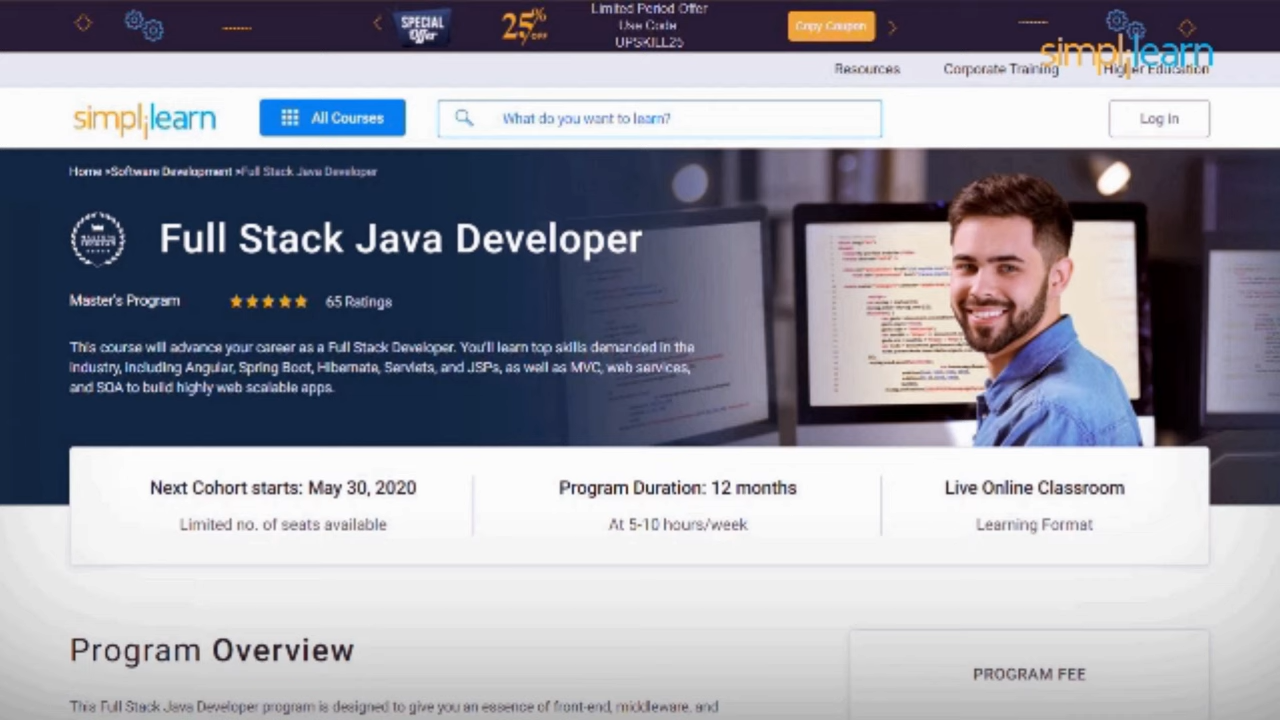 SPECIAL
Offer
25% OFF
Limited Period Offer
Use Code
UPSKILL25
Copy Coupon
simplilearn
Resources
Corporate Training
Higher Education
simplilearn
All Courses
What do you want to learn?
Log in
Home >Software Development >Full Stack Java Developer
Full Stack Java Developer
Master's Program
65 Ratings
This course will advance your career as a Full Stack Developer. You'll learn top skills demanded in the
industry, including Angular, Spring Boot, Hibernate, Servlets, and JSPs, as well as MVC, web services,
and SOA to build highly web scalable apps.
Next Cohort starts: May 30, 2020
Program Duration: 12 months
Live Online Classroom
Limited no. of seats available
At 5-10 hours/week
Learning Format
Program Overview
PROGRAM FEE
This Full Stack Java Developer program is designed to give you an essence of front-end, middleware, and